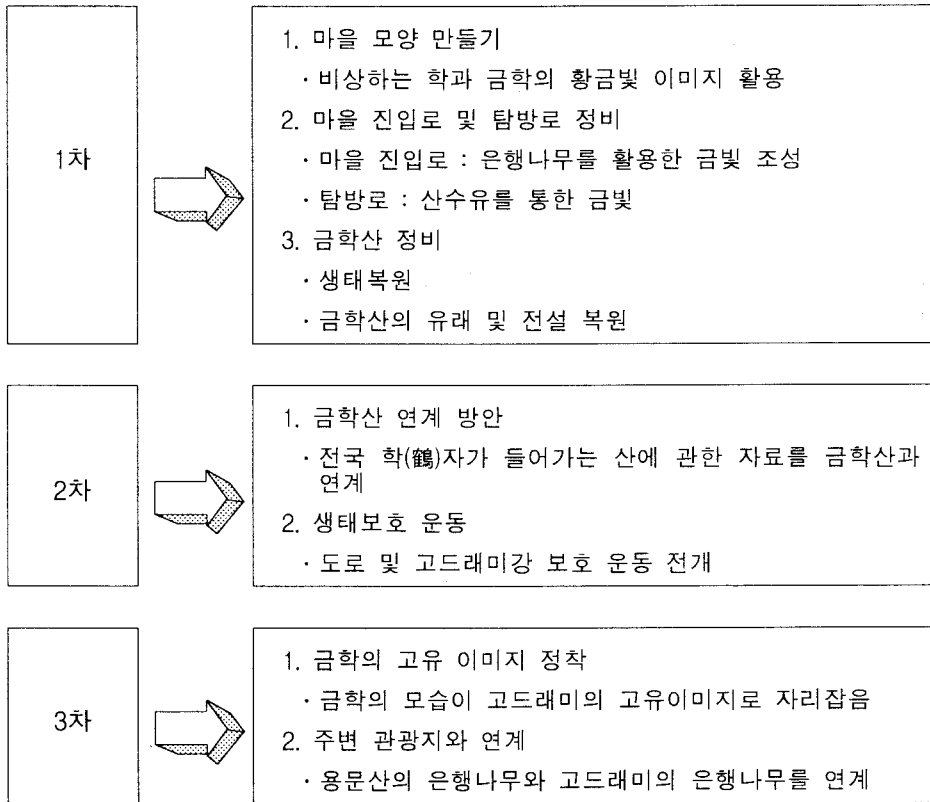 1차
1. 마을 모양 만들기
· 비상하는 학과 금학의 황금빛 이미지 활용
2. 마을 진입로 및 탐방로 정비
· 마을 진입로 : 은행나무를 활용한 금빛 조성
· 탐방로 : 산수유를 통한 금빛
3. 금학산 정비
· 생태복원
· 금학산의 유래 및 전설 복원
2차
1. 금학산 연계 방안
· 전국 학(鶴)자가 들어가는 산에 관한 자료를 금학산과
연계
2. 생태보호 운동
· 도로 및 고드래미강 보호 운동 전개
3차
1. 금학의 고유 이미지 정착
· 금학의 모습이 고드래미의 고유이미지로 자리잡음
2. 주변 관광지와 연계
· 용문산의 은행나무와 고드래미의 은행나무를 연계